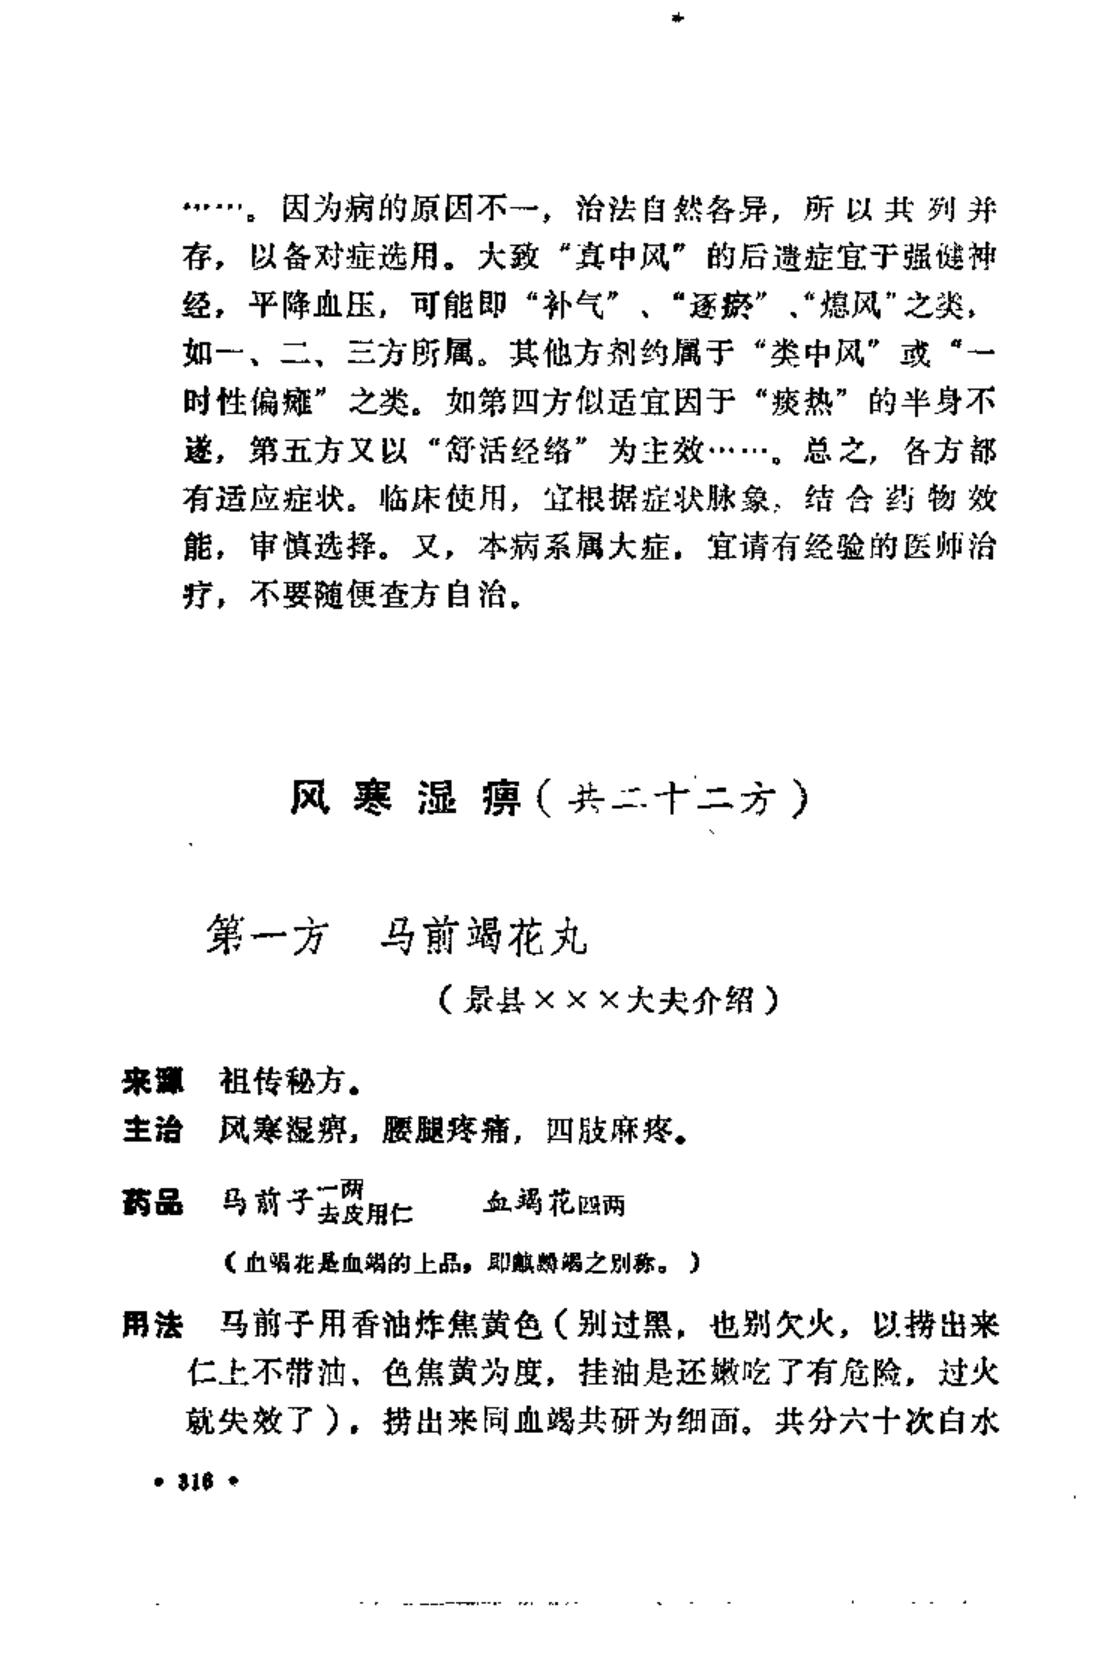 ……。因为病的原因不一，治法自然各异，所以共列并
存，以备对症选用。大致“真中风”的后遗症宜于强健神
经，平降血压，可能即“补气”、“逐瘀”、“熄风”之类，
如一、二、三方所属。其他方剂约属于“类中风”或“一
时性偏瘫”之类。如第四方似适宜因于“痰热”的半身不
遂，第五方又以“舒活经络”为主效……。总之，各方都
有适应症状。临床使用，宜根据症状脉象，结合药物效
能，审慎选择。又，本病系属大症，宜请有经验的医师治
疗，不要随便查方自治。
风寒湿痹（共二十二方）
第一方 马前竭花丸
（景县×××大夫介绍）
来源 祖传秘方。
主治 风寒湿痹，腰腿疼痛，四肢麻疼。
药品 马前子一两去皮用仁 血竭花四两
（血竭花是血竭的上品，即麒麟竭之别称。）
用法 马前子用香油炸焦黄色（别过黑，也别欠火，以捞出来
仁上不带油、色焦黄为度，挂油是还嫩吃了有危险，过火
就失效了），捞出来同血竭共研为细面。共分六十次白水
• 316 •